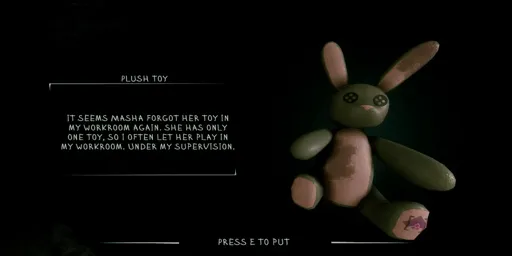 PLUSH TOY
IT SEEMS MASHA FORGOT HER TOY IN
MY WORKROOM AGAIN. SHE HAS ONLY
ONE TOY, SO I OFTEN LET HER PLAY IN
MY WORKROOM. UNDER MY SUPERVISION.
PRESS E TO PUT